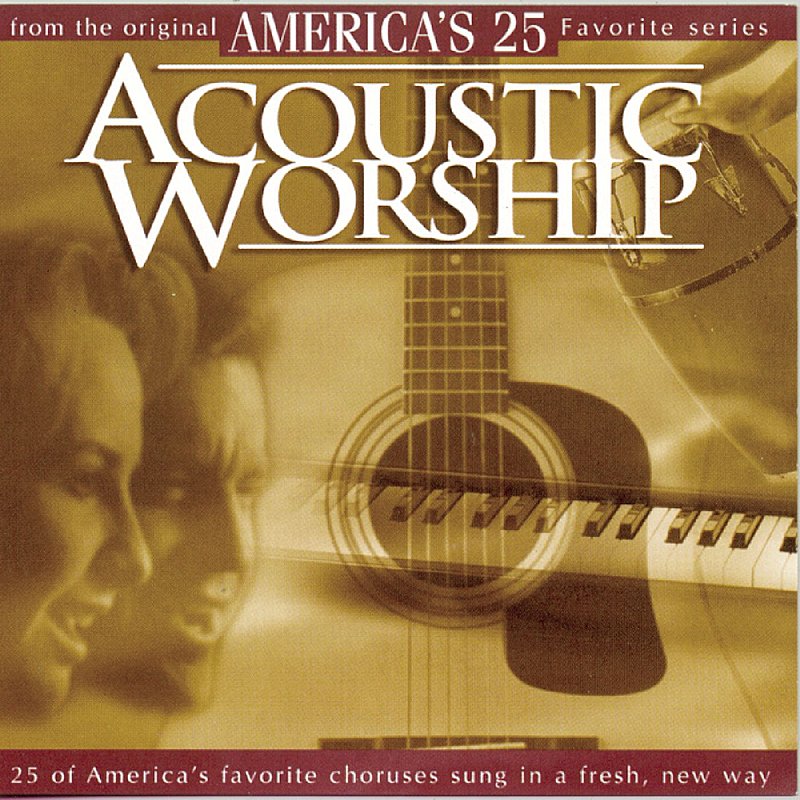 from the original AMERICA'S 25 Favorite series
ACOUSTIC
WORSHIP
25 of America's favorite choruses sung in a fresh, new way